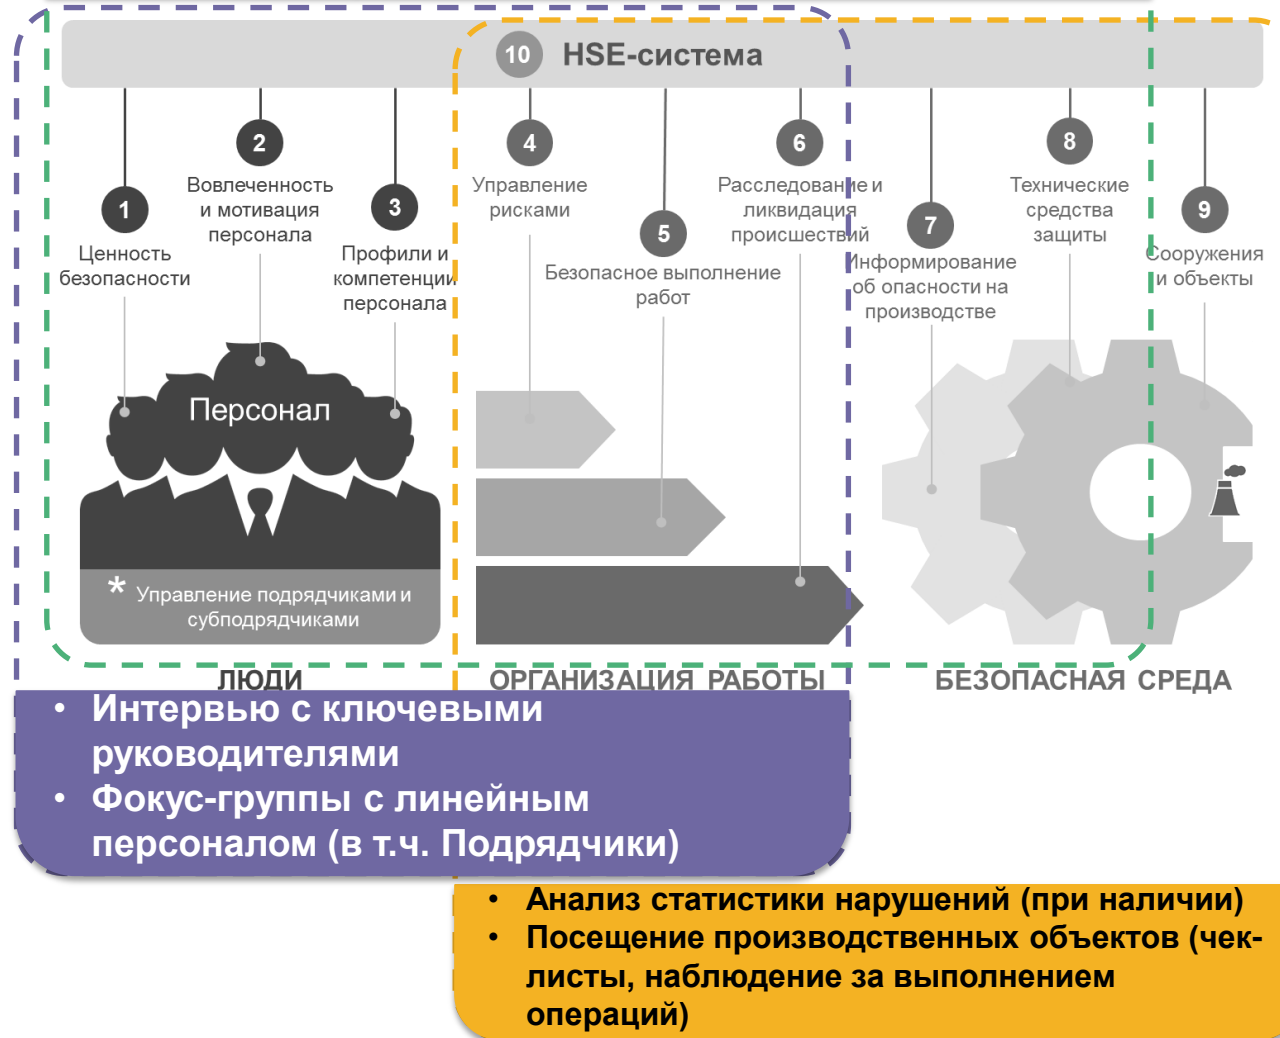 10 HSE-система
1
Ценность
безопасности
2
Вовлеченность
и мотивация
персонала
3
Профили и
компетенции
персонала
4
Управление
рисками
5
Безопасное выполнение
работ
6
Расследование и
ликвидация
происшествий
7
Информирование
об опасности на
производстве
8
Технические
средства
защиты
9
Сооружения
и объекты
Персонал
* Управление подрядчиками и
субподрядчиками
ЛЮДИ
ОРГАНИЗАЦИЯ РАБОТЫ
БЕЗОПАСНАЯ СРЕДА
• Интервью с ключевыми
руководителями
• Фокус-группы с линейным
персоналом (в т.ч. Подрядчики)
• Анализ статистики нарушений (при наличии)
• Посещение производственных объектов (чек-
листы, наблюдение за выполнением
операций)